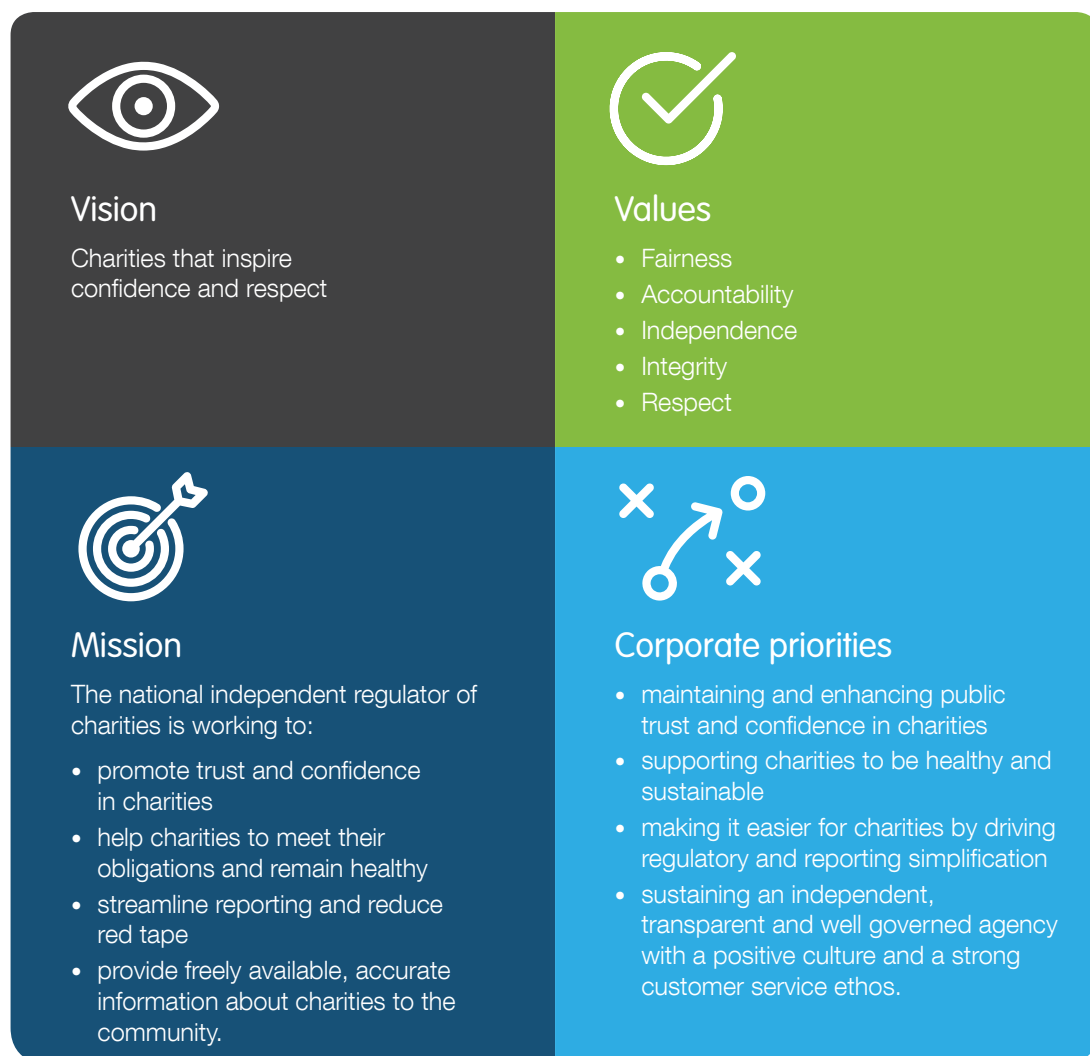 Vision
Charities that inspire
confidence and respect
Values
• Fairness
• Accountability
• Independence
• Integrity
• Respect
Mission
The national independent regulator of
charities is working to:
• promote trust and confidence
in charities
• help charities to meet their
obligations and remain healthy
• streamline reporting and reduce
red tape
• provide freely available, accurate
information about charities to the
community.
Corporate priorities
• maintaining and enhancing public
trust and confidence in charities
• supporting charities to be healthy and
sustainable
• making it easier for charities by driving
regulatory and reporting simplification
• sustaining an independent,
transparent and well governed agency
with a positive culture and a strong
customer service ethos.